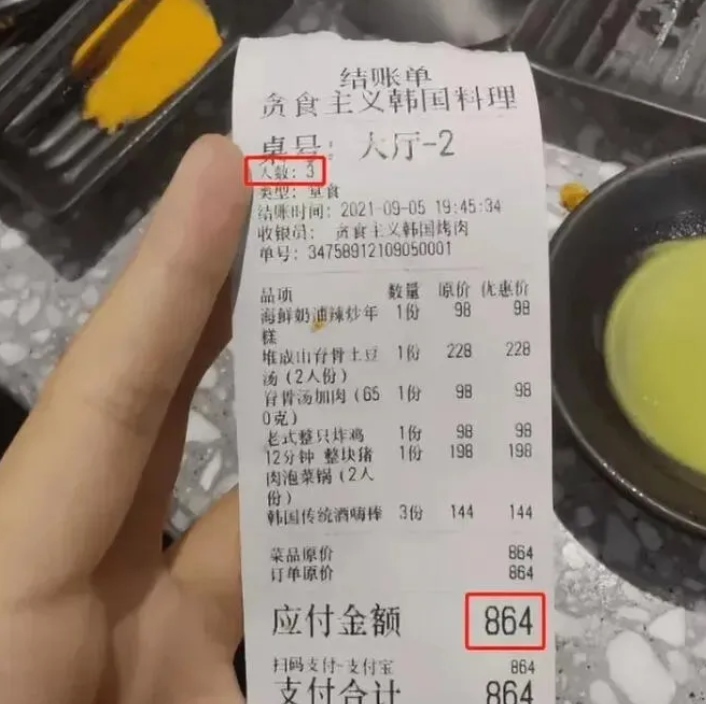 结账单
贪食主义韩国料理
桌号: 大厅-2
人数: 3
类型: 堂食
结账时间: 2021-09-05 19:45:34
收银员: 贪食主义韩国烤肉
单号: 34758912109050001
品项 数量 原价 优惠价
海鲜奶油辣炒年 1份 98 98
糕
堆成山脊骨土豆 1份 228 228
汤(2人份)
脊骨汤加肉(65 1份 98 98
0克)
老式整只炸鸡 1份 98 98
12分钟 整块猪 1份 198 198
肉泡菜锅(2人
份)
韩国传统酒嗨棒 3份 144 144
菜品原价 864
订单原价 864
应付金额 864
扫码支付-支付宝 864
支付合计 864